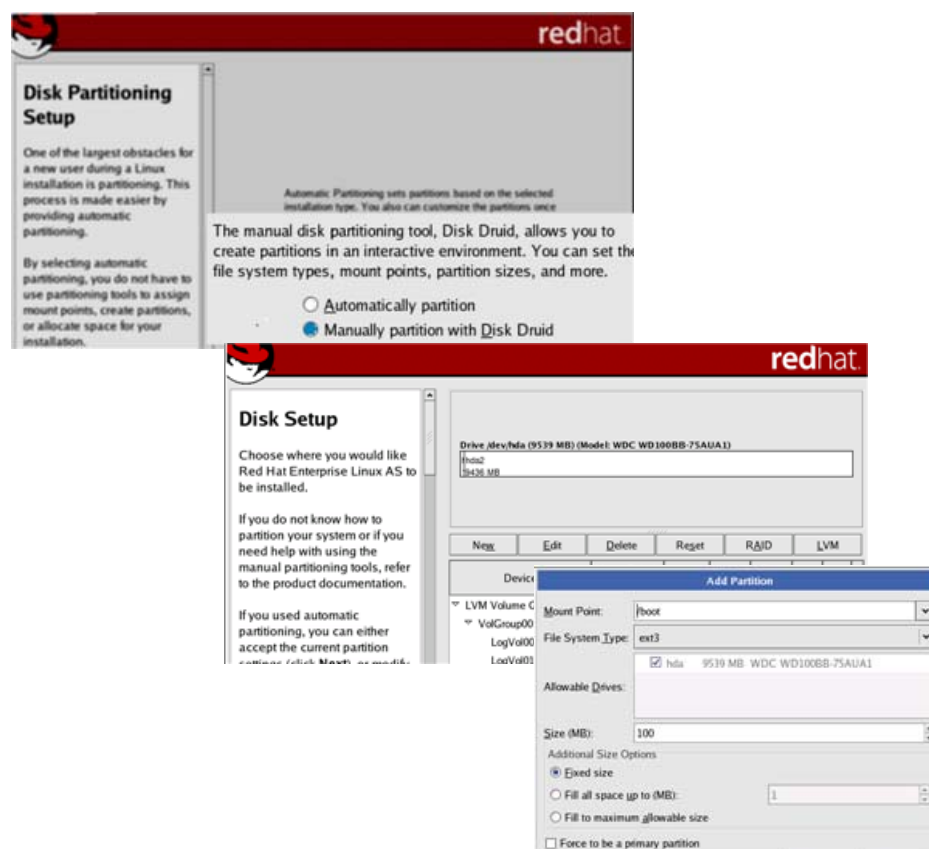 redhat
Disk Partitioning
Setup
One of the largest obstacles for
a new user during a Linux
installation is partitioning. This
process is made easier by
providing automatic
partitioning.
By selecting automatic
partitioning, you do not have to
use partitioning tools to assign
mount points, create partitions,
or allocate space for your
installation.
Automatic Partitioning sets partitions based on the selected
installation type. You also can customize the partitions once
The manual disk partitioning tool, Disk Druid, allows you to
create partitions in an interactive environment. You can set the
file system types, mount points, partition sizes, and more.
Automatically partition
Manually partition with Disk Druid
redhat.
Disk Setup
Choose where you would like
Red Hat Enterprise Linux AS to
be installed.
If you do not know how to
partition your system or if you
need help with using the
manual partitioning tools, refer
to the product documentation.
If you used automatic
partitioning, you can either
accept the current partition
settings (click Next), or modify
Drive /dev/hda (9539 MB) (Model: WDC WD100BB-75AUA1)
hda2
9436 MB
New Edit Delete Reset RAID LVM
Device
LVM Volume G
VolGroup00
LogVol00
LogVol01
Add Partition
Mount Point: /boot
File System Type: ext3
hda 9539 MB WDC WD100BB-75AUA1
Allowable Drives:
Size (MB): 100
Additional Size Options
Fixed size
Fill all space up to (MB): 1
Fill to maximum allowable size
Force to be a primary partition